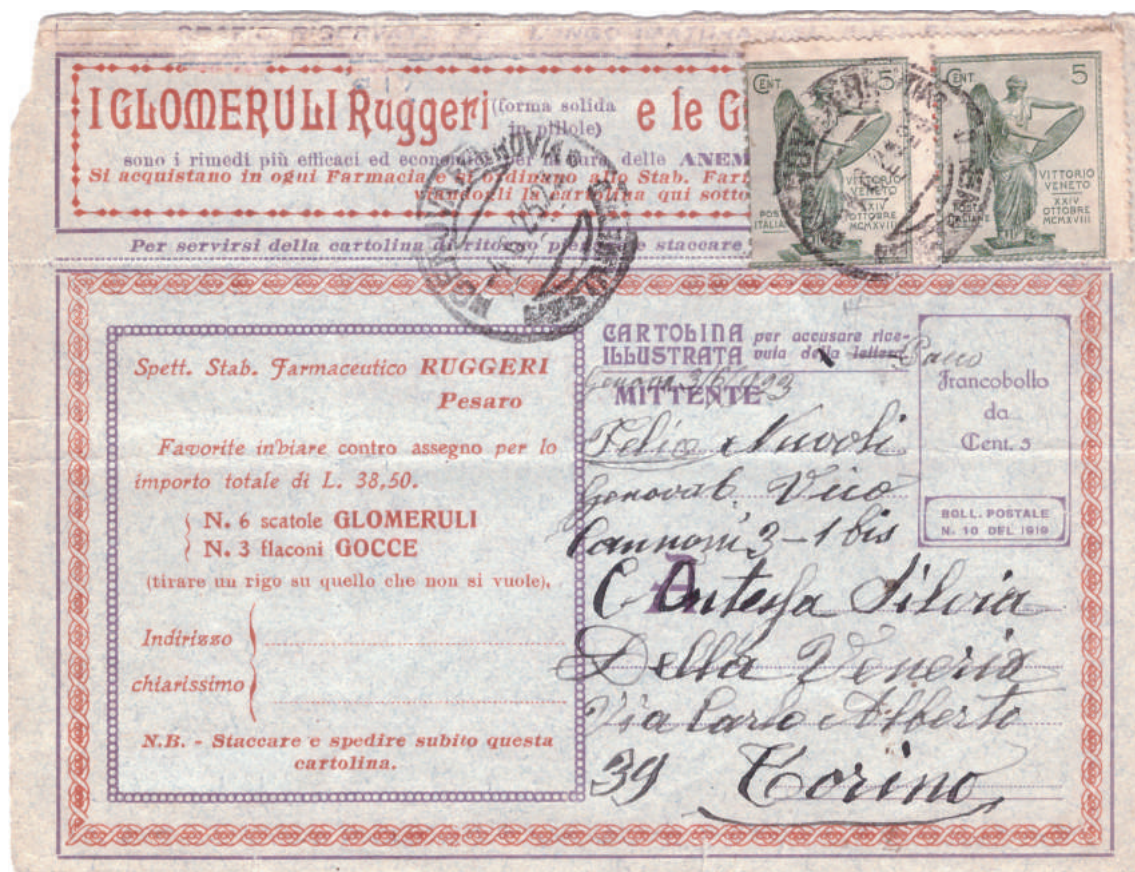 I GLOMERULI Ruggeri (forma solida in pillole) e le G
sono i rimedi più efficaci ed per la cura delle ANEM
Si acquistano in ogni Farmacia e si ordinano allo Stab. Far
viandogli la cartolina qui sotto
Per servirsi della cartolina di ritorno staccare
CENT. 5
VITTORIO
VENETO
XXIV
OTTOBRE
MCMXVIII
POSTE
ITALIANE
CENT. 5
VITTORIO
VENETO
XXIV
OTTOBRE
MCMXVIII
POSTE
ITALIANE
Spett. Stab. Farmaceutico RUGGERI
Pesaro
Favorite inviare contro assegno per lo
importo totale di L. 38,50.
N. 6 scatole GLOMERULI
N. 3 flaconi GOCCE
(tirare un rigo su quello che non si vuole).
Indirizzo
chiarissimo
N.B. - Staccare e spedire subito questa
cartolina.
CARTOLINA per accusare rice-
ILLUSTRATA vuta della lettera Pacco
Genova
MITTENTE
Felice Nuvoli
Genova Vico
Cannoni 3-1 bis
Contessa Silvia
Della Veneria
Via Carlo Alberto
39 Torino
Francobollo
da
Cent. 5
BOLL. POSTALE
N. 10 DEL 1919